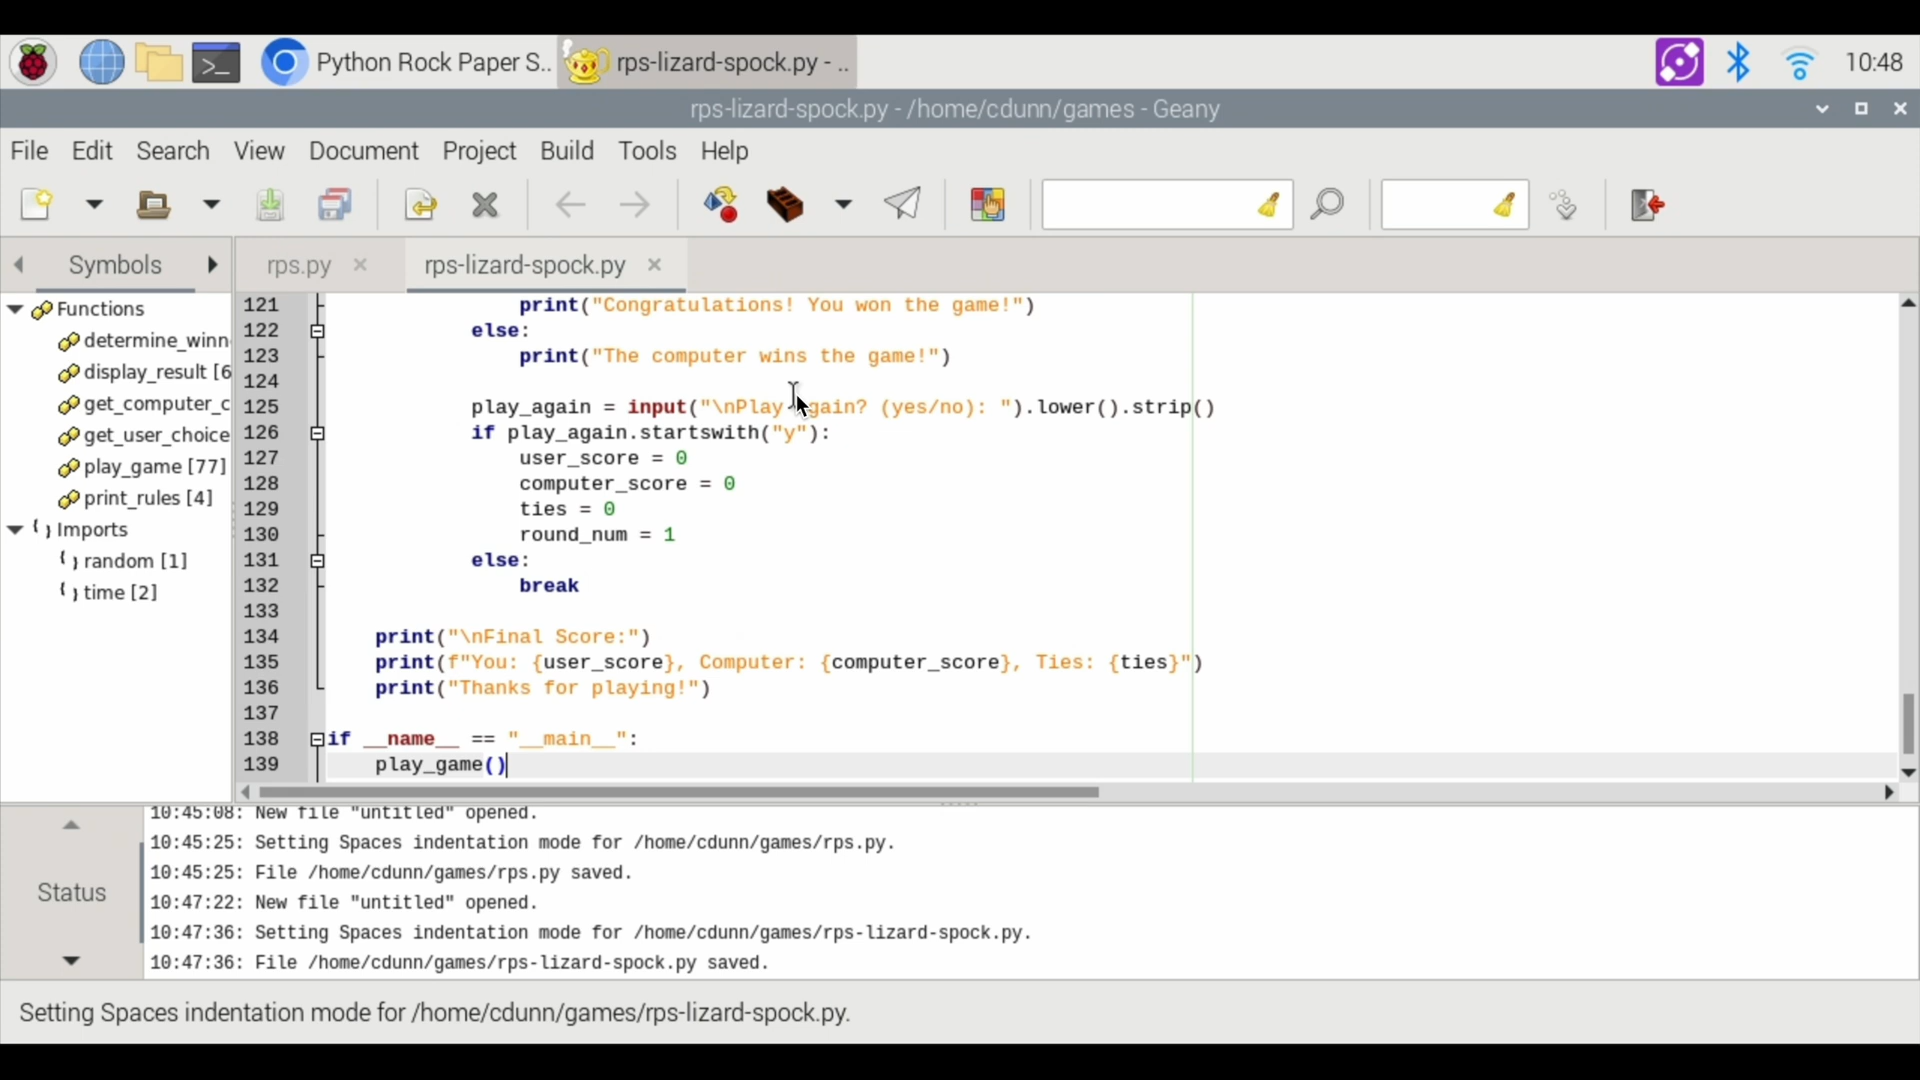 Python Rock Paper S..
rps-lizard-spock.py - ..
10:48
rps-lizard-spock.py - /home/cdunn/games - Geany
File Edit Search View Document Project Build Tools Help
Symbols
rps.py
rps-lizard-spock.py
Functions
determine_winn
display_result [6
get_computer_c
get_user_choice
play_game [77]
print_rules [4]
Imports
random [1]
time [2]
121 print("Congratulations! You won the game!")
122 else:
123 print("The computer wins the game!")
124
125 play_again = input("\nPlay again? (yes/no): ").lower().strip()
126 if play_again.startswith("y"):
127 user_score = 0
128 computer_score = 0
129 ties = 0
130 round_num = 1
131 else:
132 break
133
134 print("\nFinal Score:")
135 print(f"You: {user_score}, Computer: {computer_score}, Ties: {ties}")
136 print("Thanks for playing!")
137
138 if __name__ == "__main__":
139 play_game()
Status
10:45:08: New file "untitled" opened.
10:45:25: Setting Spaces indentation mode for /home/cdunn/games/rps.py.
10:45:25: File /home/cdunn/games/rps.py saved.
10:47:22: New file "untitled" opened.
10:47:36: Setting Spaces indentation mode for /home/cdunn/games/rps-lizard-spock.py.
10:47:36: File /home/cdunn/games/rps-lizard-spock.py saved.
Setting Spaces indentation mode for /home/cdunn/games/rps-lizard-spock.py.